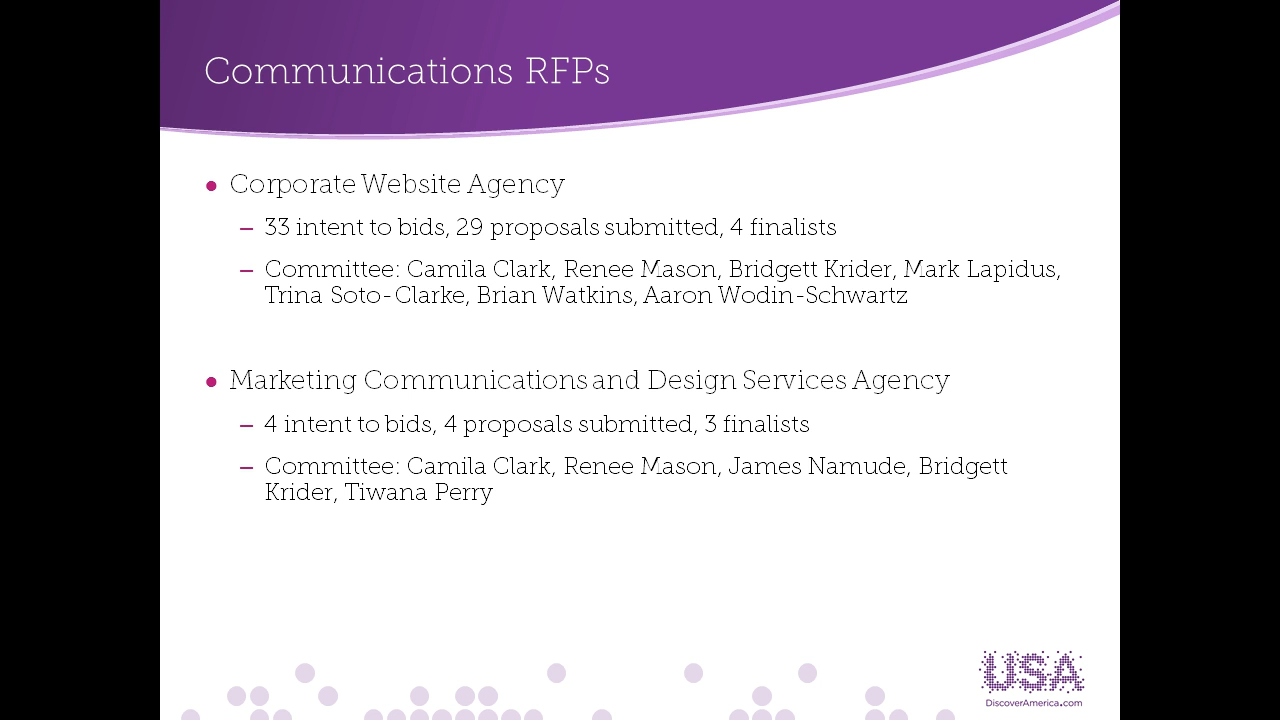 Communications RFPs
• Corporate Website Agency
– 33 intent to bids, 29 proposals submitted, 4 finalists
– Committee: Camila Clark, Renee Mason, Bridgett Krider, Mark Lapidus,
Trina Soto-Clarke, Brian Watkins, Aaron Wodin-Schwartz
• Marketing Communications and Design Services Agency
– 4 intent to bids, 4 proposals submitted, 3 finalists
– Committee: Camila Clark, Renee Mason, James Namude, Bridgett
Krider, Tiwana Perry
USA
DiscoverAmerica.com